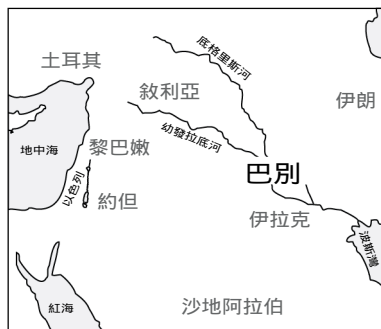 土耳其
底格里斯河
敘利亞
伊朗
地中海
幼發拉底河
黎巴嫩
巴別
以色列
約但
伊拉克
波斯灣
紅海
沙地阿拉伯